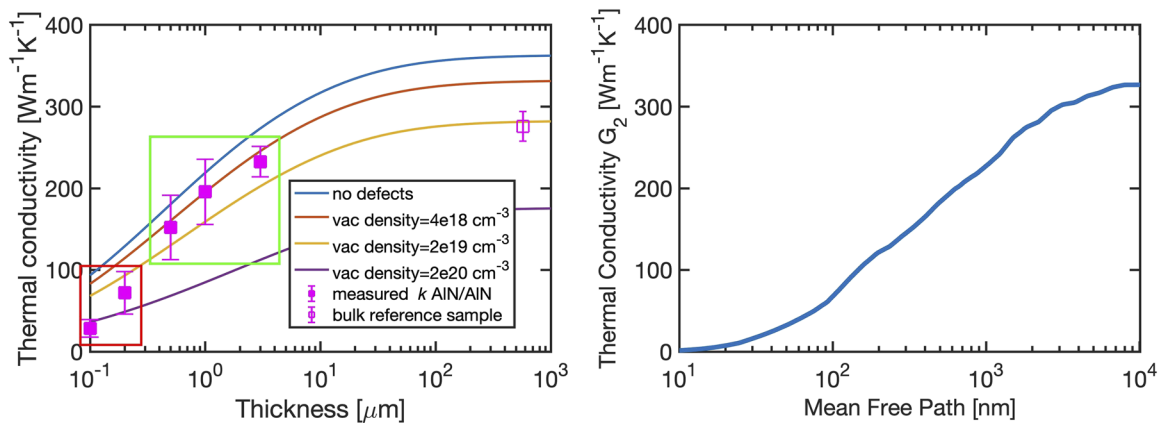 Thermal conductivity [Wm⁻¹K⁻¹]
400
300
200
100
0
no defects
vac density=4e18 cm⁻³
vac density=2e19 cm⁻³
vac density=2e20 cm⁻³
measured k AlN/AlN
bulk reference sample
10⁻¹ 10⁰ 10¹ 10² 10³
Thickness [μm]
Thermal Conductivity G₂ [Wm⁻¹K⁻¹]
400
300
200
100
0
10¹ 10² 10³ 10⁴
Mean Free Path [nm]